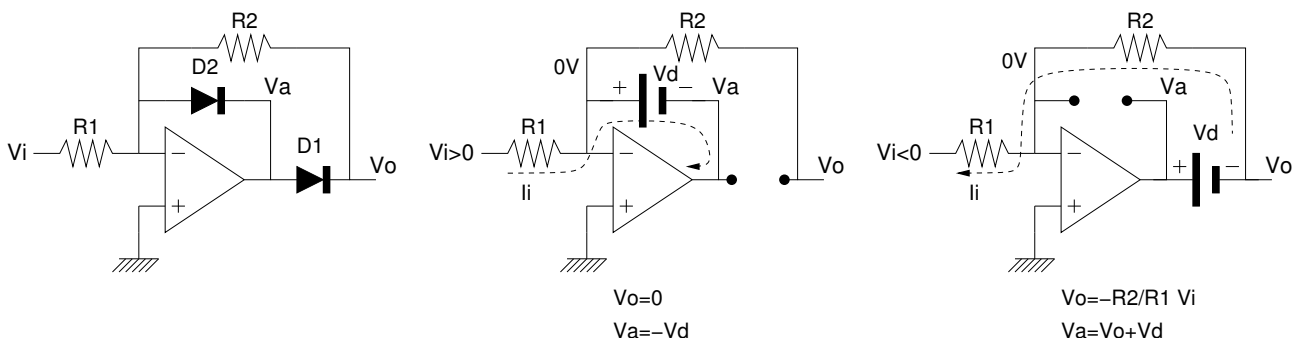 R2
D2
Va
R1
D1
Vi
Vo
−
+
R2
0V
Vd
+
−
Va
R1
Vi>0
Ii
Vo
−
+
Vo=0
Va=−Vd
R2
0V
Va
R1
Vd
Vi<0
+
−
Ii
Vo
−
+
Vo=−R2/R1 Vi
Va=Vo+Vd